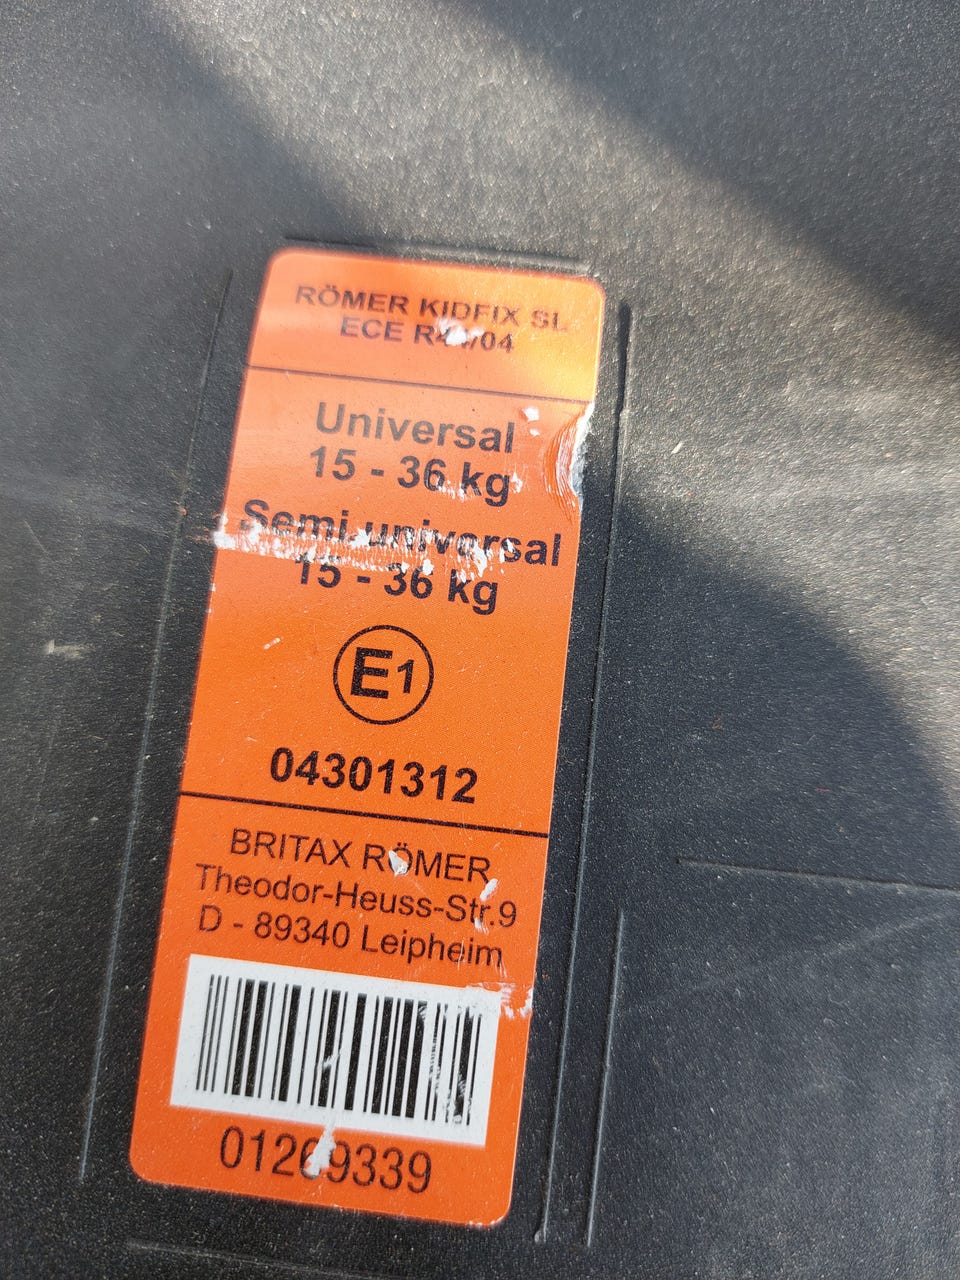 RÖMER KIDFIX SL
ECE R44/04
Universal
15 - 36 kg
Semi universal
15 - 36 kg
E1
04301312
BRITAX RÖMER
Theodor-Heuss-Str.9
D - 89340 Leipheim
01269339